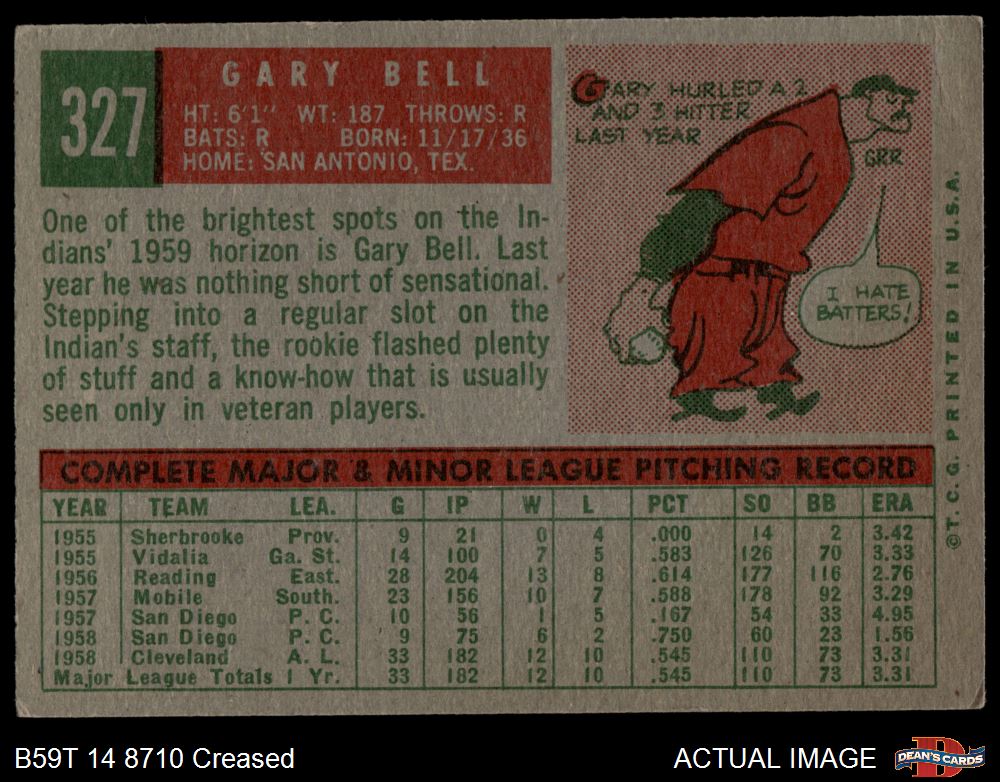 327
GARY BELL
HT: 6'1" WT: 187 THROWS: R
BATS: R BORN: 11/17/36
HOME: SAN ANTONIO, TEX.
GARY HURLED A 2
AND 3 HITTER
LAST YEAR
GRR
I HATE
BATTERS!
One of the brightest spots on the In-
dians' 1959 horizon is Gary Bell. Last
year he was nothing short of sensational.
Stepping into a regular slot on the
Indian's staff, the rookie flashed plenty
of stuff and a know-how that is usually
seen only in veteran players.
COMPLETE MAJOR & MINOR LEAGUE PITCHING RECORD
YEAR TEAM LEA. G IP W L PCT SO BB ERA
1955 Sherbrooke Prov. 9 21 0 4 .000 14 2 3.42
1955 Vidalia Ga. St. 14 100 7 5 .583 126 70 3.33
1956 Reading East. 28 204 13 8 .614 177 116 2.76
1957 Mobile South. 23 156 10 7 .588 178 92 3.29
1957 San Diego P. C. 10 56 1 5 .167 54 33 4.95
1958 San Diego P. C. 9 75 6 2 .750 60 23 1.56
1958 Cleveland A. L. 33 182 12 10 .545 110 73 3.31
Major League Totals 1 Yr. 33 182 12 10 .545 110 73 3.31
©T. C. G. PRINTED IN U.S.A.
B59T 14 8710 Creased
ACTUAL IMAGE
D
DEAN'S CARDS